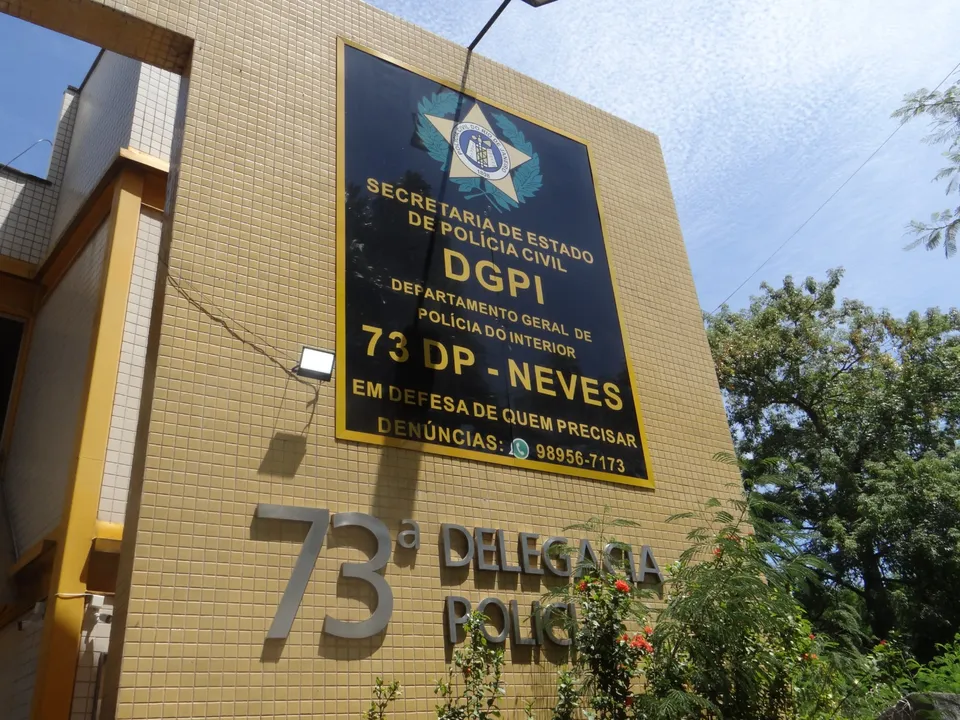 SECRETARIA DE ESTADO
DE POLÍCIA CIVIL
DGPI
DEPARTAMENTO GERAL DE
POLÍCIA DO INTERIOR
73 DP - NEVES
EM DEFESA DE QUEM PRECISAR
DENÚNCIAS: 98956-7173
73ª DELEGACIA
POLICI